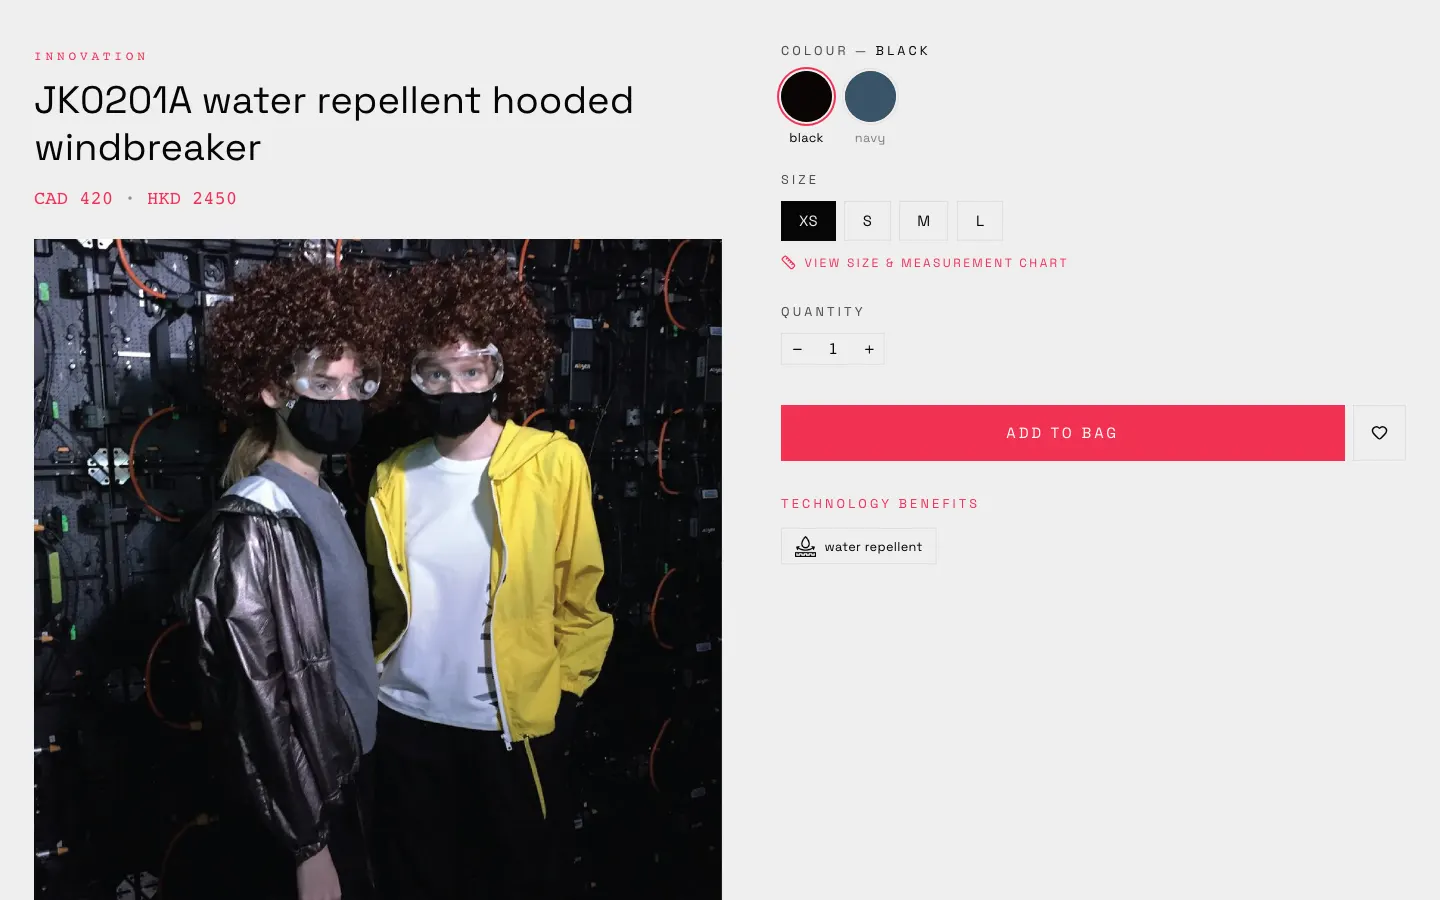 INNOVATION
JK0201A water repellent hooded
windbreaker
CAD 420 • HKD 2450
COLOUR — BLACK
black
navy
SIZE
XS
S
M
L
VIEW SIZE & MEASUREMENT CHART
QUANTITY
− 1 +
ADD TO BAG
TECHNOLOGY BENEFITS
water repellent